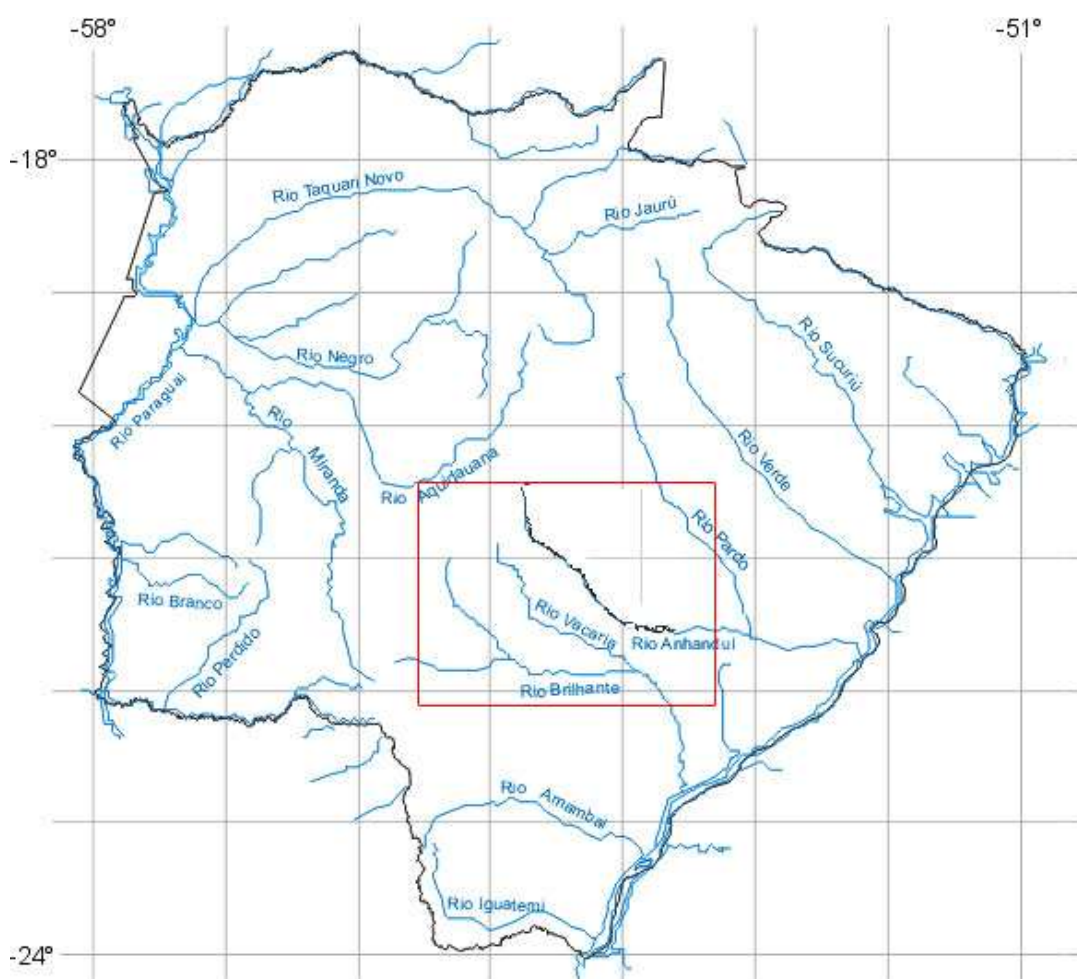 -58°
-51°
-18°
Rio Taquari Novo
Rio Jaurú
Rio Sucuriú
Rio Negro
Rio Paraguai
Rio Miranda
Rio Aquidauana
Rio Verde
Rio Pardo
Rio Branco
Rio Perdido
Rio Vacaria
Rio Anhanduí
Rio Brilhante
Rio Amambaí
Rio Iguatemi
-24°